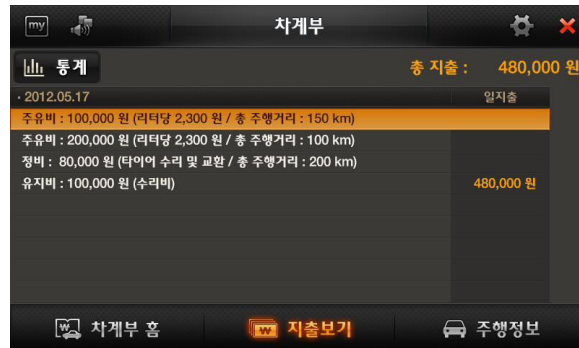 my 차계부
통계 총 지출 : 480,000 원
· 2012.05.17 일지출
주유비 : 100,000 원 (리터당 2,300 원 / 총 주행거리 : 150 km)
주유비 : 200,000 원 (리터당 2,300 원 / 총 주행거리 : 100 km)
정비 : 80,000 원 (타이어 수리 및 교환 / 총 주행거리 : 200 km)
유지비 : 100,000 원 (수리비) 480,000 원
차계부 홈 지출보기 주행정보